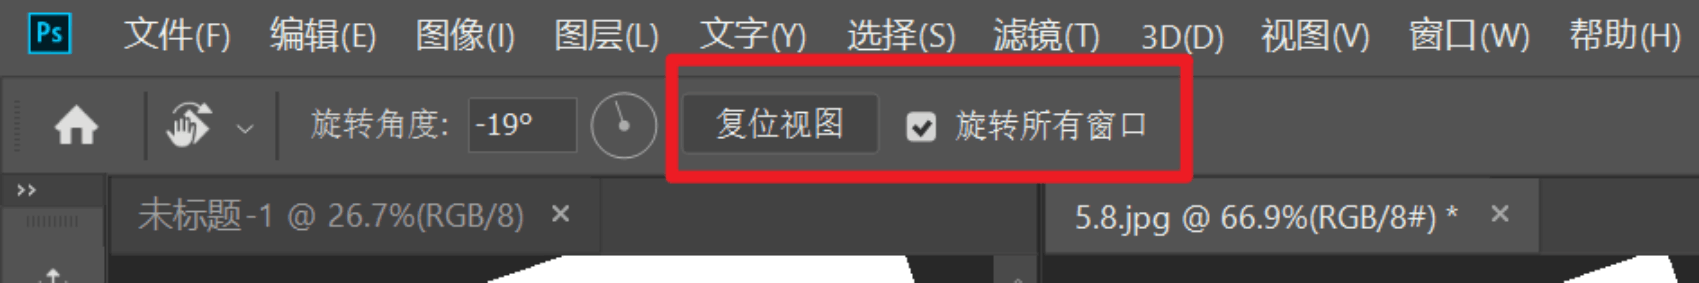 Ps 文件(F) 编辑(E) 图像(I) 图层(L) 文字(Y) 选择(S) 滤镜(T) 3D(D) 视图(V) 窗口(W) 帮助(H)
旋转角度: -19° 复位视图 旋转所有窗口
未标题-1 @ 26.7%(RGB/8) × 5.8.jpg @ 66.9%(RGB/8#) * ×